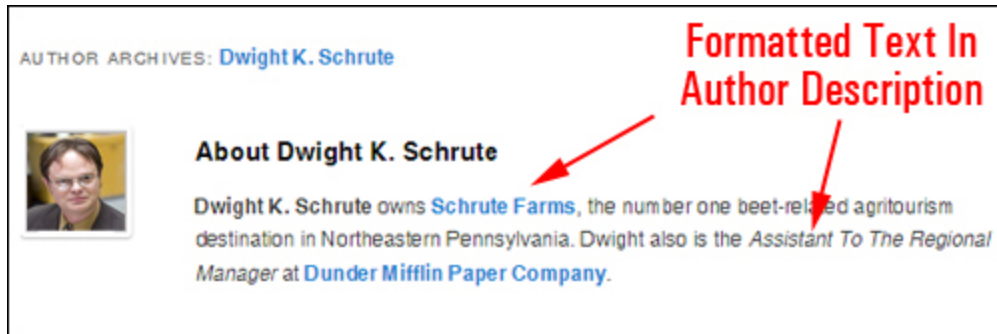 Formatted Text In
Author Description
AUTHOR ARCHIVES: Dwight K. Schrute
About Dwight K. Schrute
Dwight K. Schrute owns Schrute Farms, the number one beet-related agritourism
destination in Northeastern Pennsylvania. Dwight also is the Assistant To The Regional
Manager at Dunder Mifflin Paper Company.